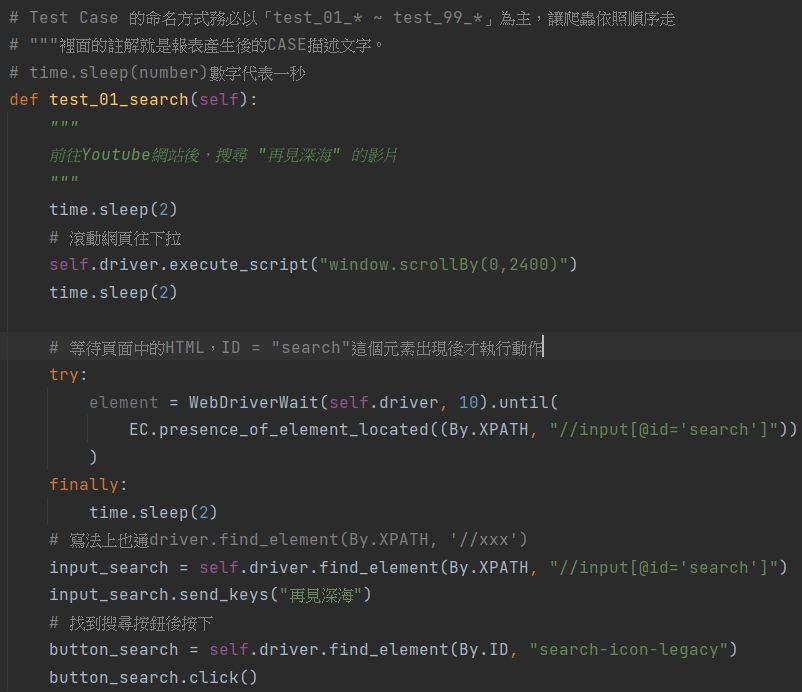 # Test Case 的命名方式務必以「test_01_* ~ test_99_*」為主，讓爬蟲依照順序走
# """裡面的註解就是報表產生後的CASE描述文字。
# time.sleep(number)數字代表一秒
def test_01_search(self):
    """
    前往Youtube網站後，搜尋 "再見深海" 的影片
    """
    time.sleep(2)
    # 滾動網頁往下拉
    self.driver.execute_script("window.scrollBy(0,2400)")
    time.sleep(2)
    # 等待頁面中的HTML，ID = "search"這個元素出現後才執行動作
    try:
        element = WebDriverWait(self.driver, 10).until(
            EC.presence_of_element_located((By.XPATH, "//input[@id='search']"))
        )
    finally:
        time.sleep(2)
    # 寫法上也通driver.find_element(By.XPATH, '//xxx')
    input_search = self.driver.find_element(By.XPATH, "//input[@id='search']")
    input_search.send_keys("再見深海")
    # 找到搜尋按鈕後按下
    button_search = self.driver.find_element(By.ID, "search-icon-legacy")
    button_search.click()